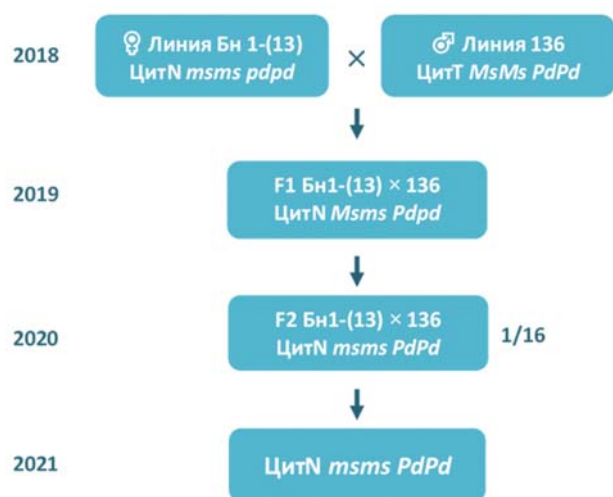 2018
♀ Линия Бн 1-(13)
ЦитN msms pdpd
×
♂ Линия 136
ЦитТ MsMs PdPd
2019
F1 Бн1-(13) × 136
ЦитN Msms Pdpd
2020
F2 Бн1-(13) × 136
ЦитN msms PdPd
1/16
2021
ЦитN msms PdPd